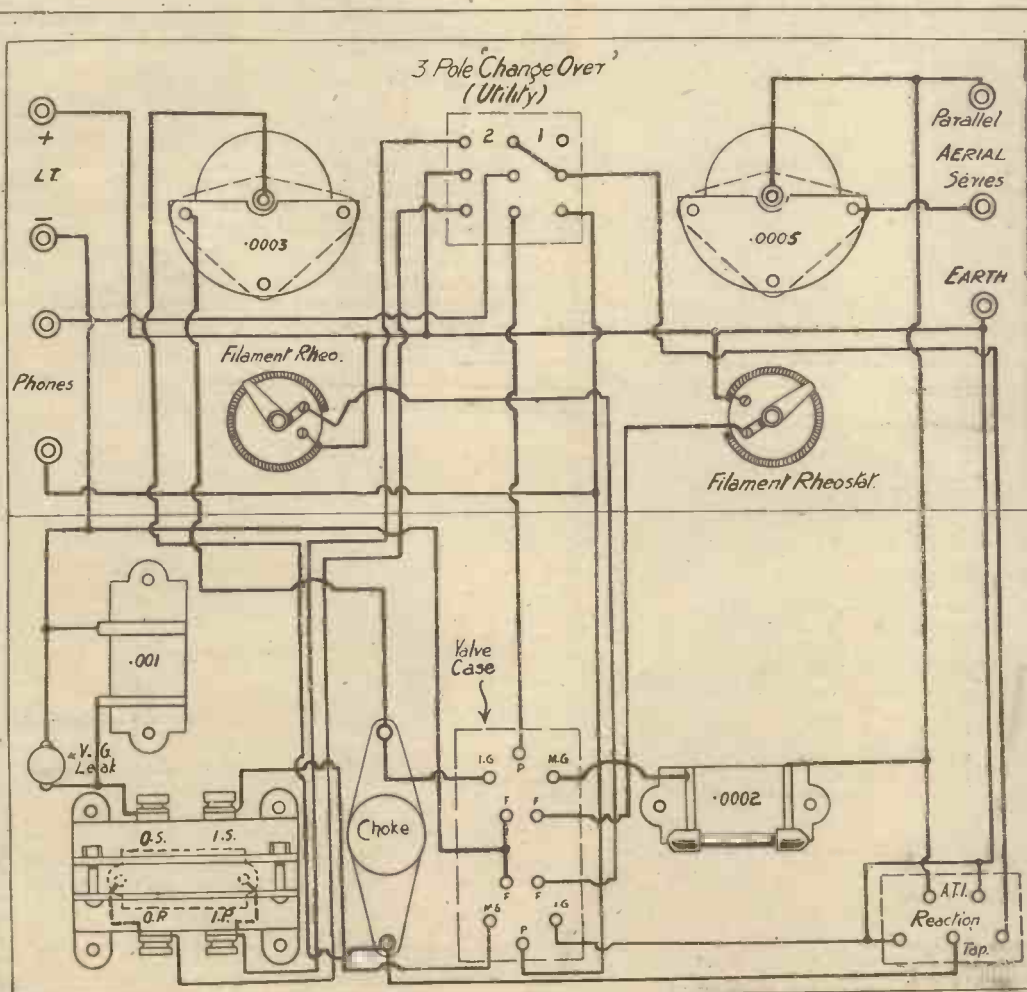 3 Pole 'Change Over'
(Utility)
+
L.T.
−
Phones
.0003
2 1
.0005
Parallel
AERIAL
Séries
EARTH
Filament Rheo.
Filament Rheostat.
.001
V.G.
Leak
Valve
Case
I.G
P
M.G
F F
F F
M.G
P
I.G
Choke
.0002
O.S. I.S.
O.P. I.P.
A.T.I.
Reaction
Tap.